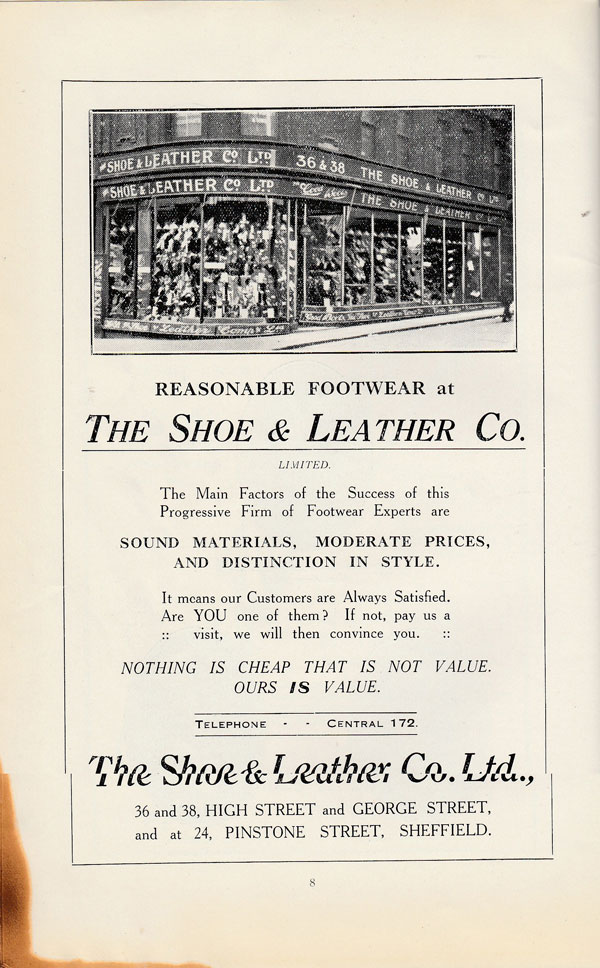 SHOE & LEATHER CO LTD 36 & 38 THE SHOE & LEATHER CO LTD
SHOE & LEATHER CO LTD THE SHOE & LEATHER CO
REASONABLE FOOTWEAR at
THE SHOE & LEATHER CO.
LIMITED.
The Main Factors of the Success of this
Progressive Firm of Footwear Experts are
SOUND MATERIALS, MODERATE PRICES,
AND DISTINCTION IN STYLE.
It means our Customers are Always Satisfied.
Are YOU one of them? If not, pay us a
:: visit, we will then convince you. ::
NOTHING IS CHEAP THAT IS NOT VALUE.
OURS IS VALUE.
TELEPHONE - - CENTRAL 172.
The Shoe & Leather Co. Ltd.,
36 and 38, HIGH STREET and GEORGE STREET,
and at 24, PINSTONE STREET, SHEFFIELD.
8